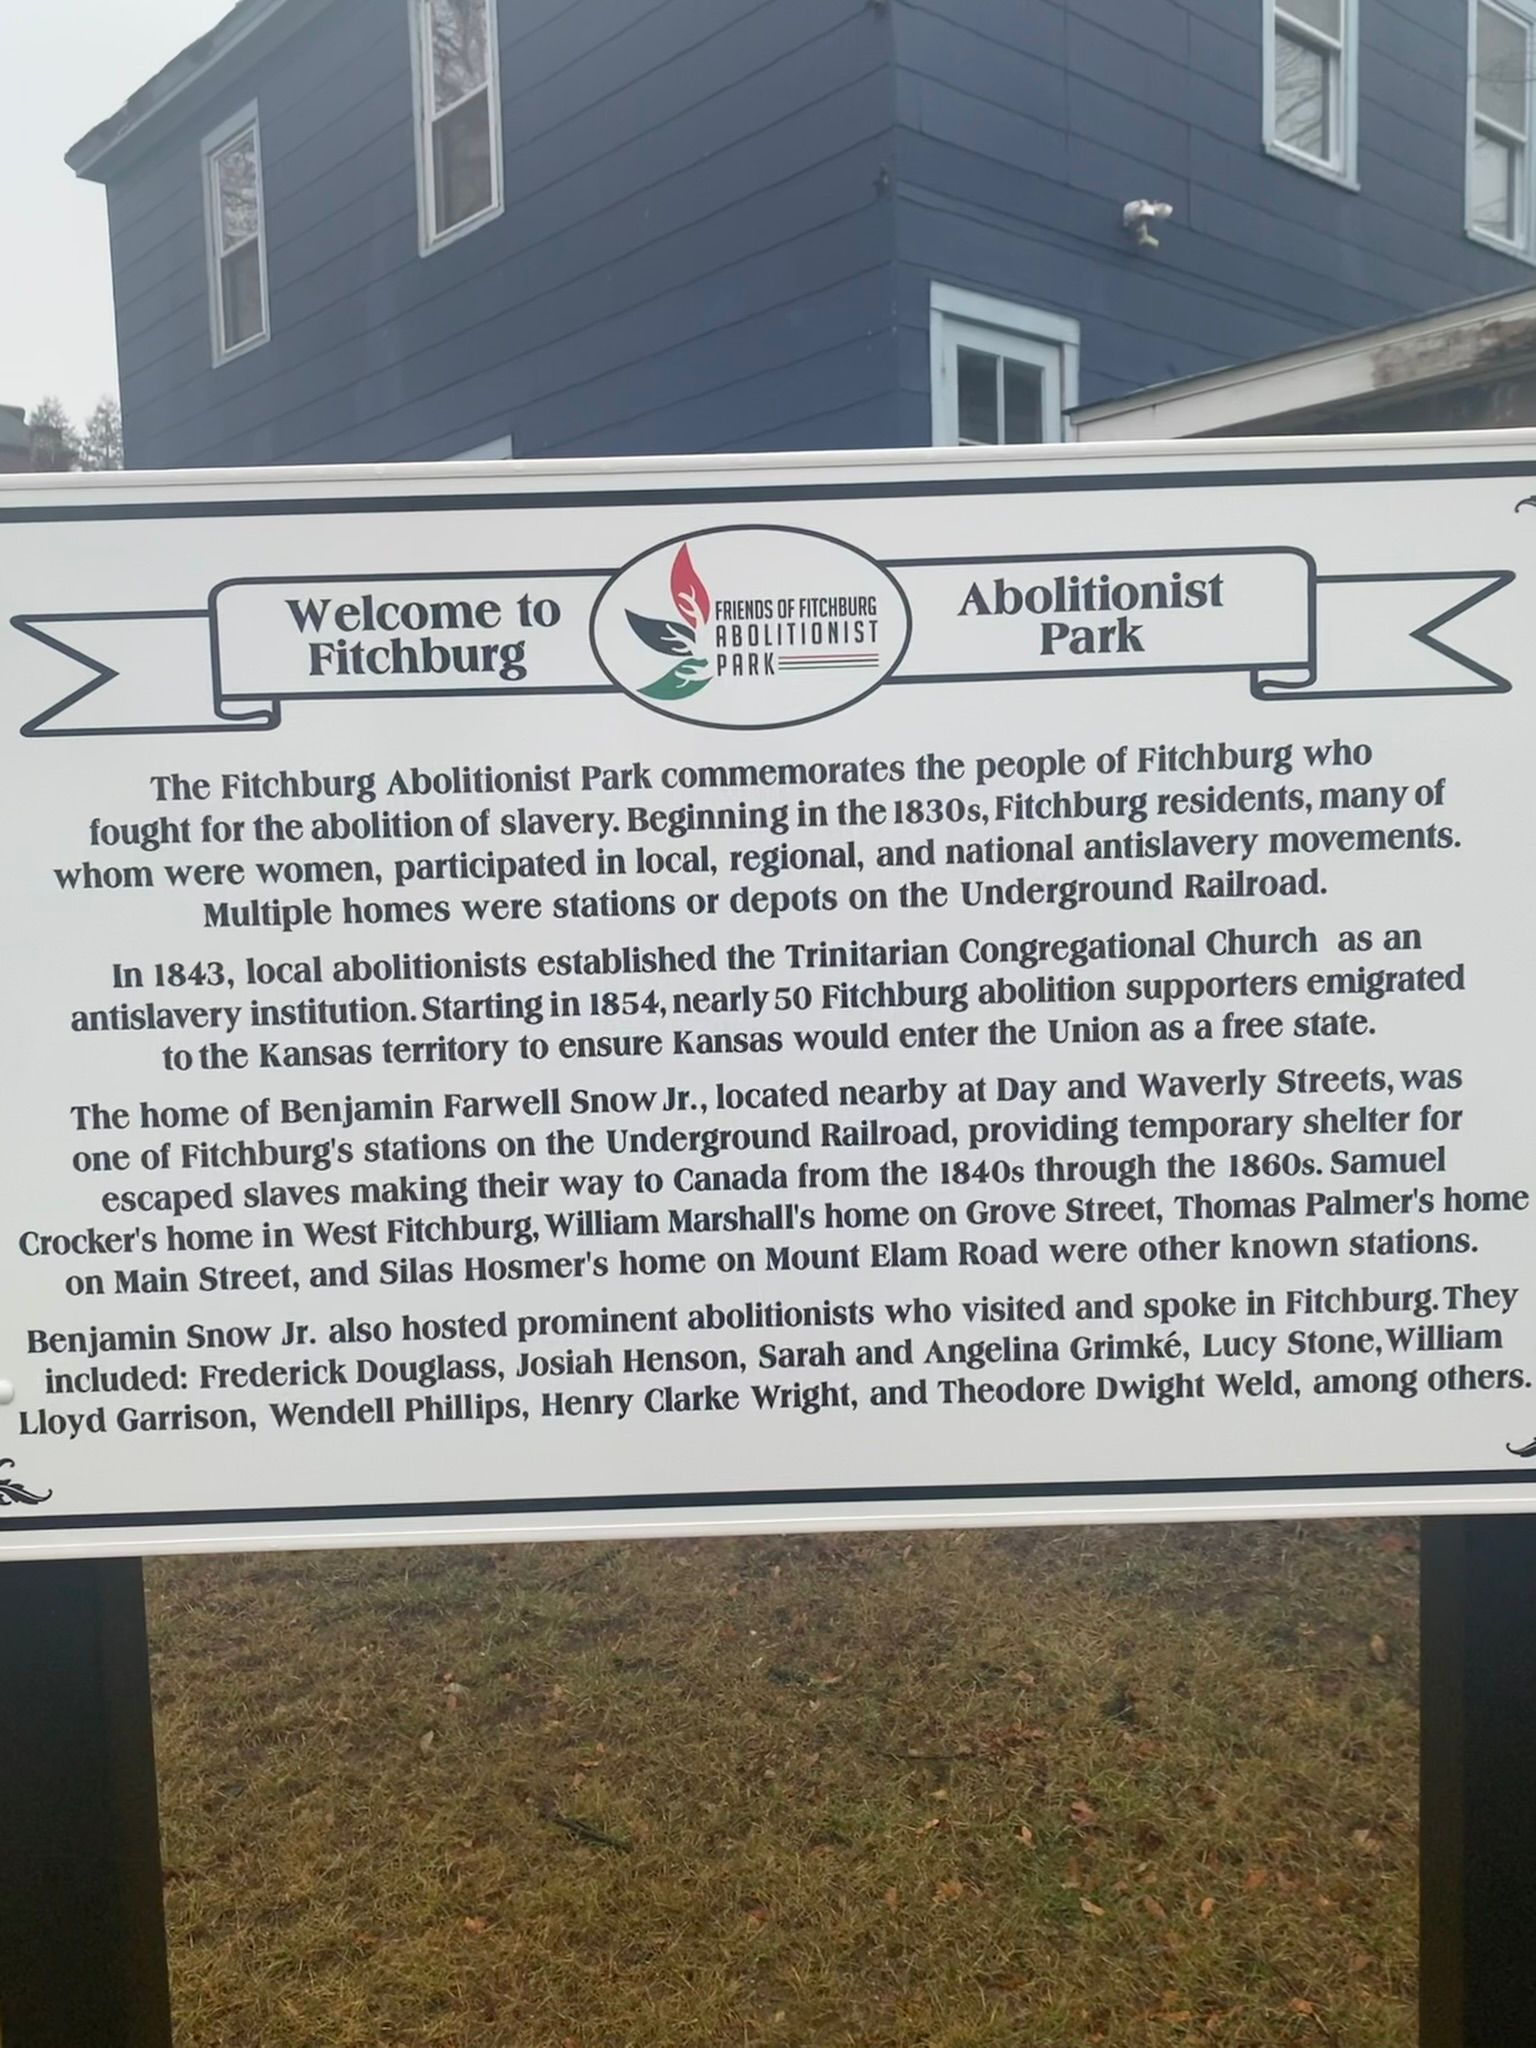 Welcome to
Fitchburg
FRIENDS OF FITCHBURG
ABOLITIONIST
PARK
Abolitionist
Park
The Fitchburg Abolitionist Park commemorates the people of Fitchburg who
fought for the abolition of slavery. Beginning in the 1830s, Fitchburg residents, many of
whom were women, participated in local, regional, and national antislavery movements.
Multiple homes were stations or depots on the Underground Railroad.
In 1843, local abolitionists established the Trinitarian Congregational Church as an
antislavery institution. Starting in 1854, nearly 50 Fitchburg abolition supporters emigrated
to the Kansas territory to ensure Kansas would enter the Union as a free state.
The home of Benjamin Farwell Snow Jr., located nearby at Day and Waverly Streets, was
one of Fitchburg's stations on the Underground Railroad, providing temporary shelter for
escaped slaves making their way to Canada from the 1840s through the 1860s. Samuel
Crocker's home in West Fitchburg, William Marshall's home on Grove Street, Thomas Palmer's home
on Main Street, and Silas Hosmer's home on Mount Elam Road were other known stations.
Benjamin Snow Jr. also hosted prominent abolitionists who visited and spoke in Fitchburg. They
included: Frederick Douglass, Josiah Henson, Sarah and Angelina Grimké, Lucy Stone, William
Lloyd Garrison, Wendell Phillips, Henry Clarke Wright, and Theodore Dwight Weld, among others.